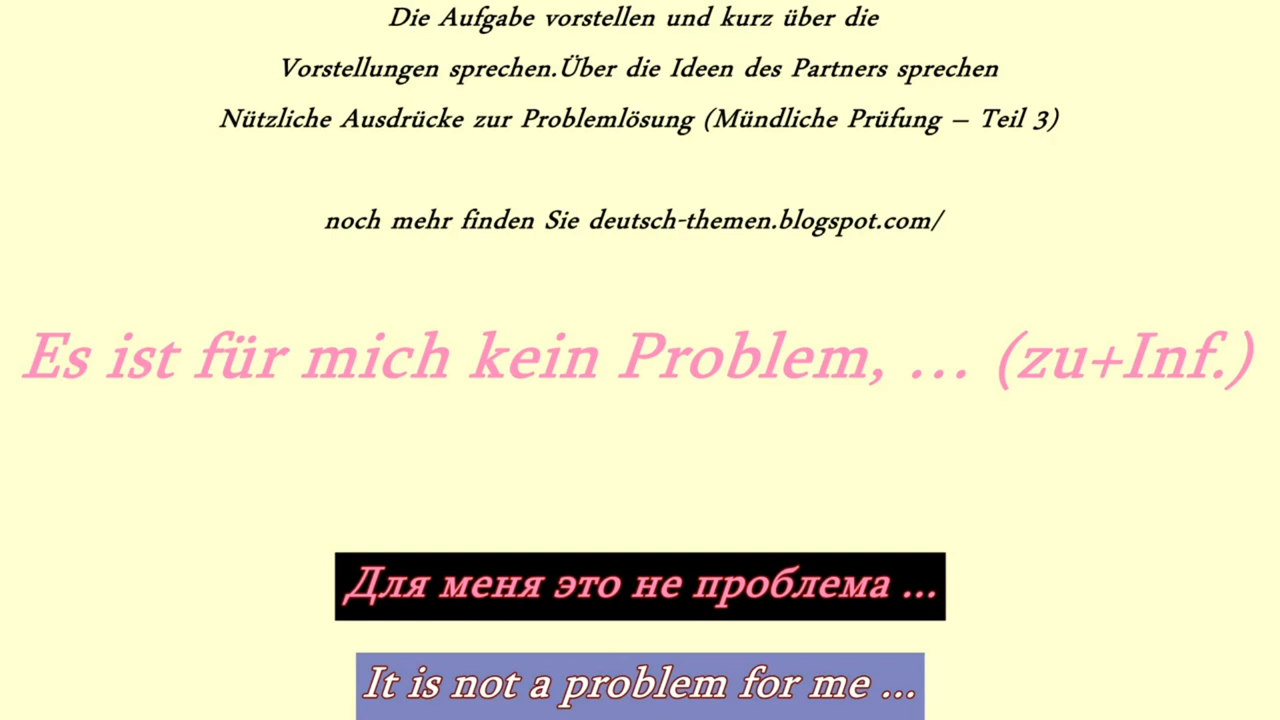 Die Aufgabe vorstellen und kurz über die
Vorstellungen sprechen.Über die Ideen des Partners sprechen
Nützliche Ausdrücke zur Problemlösung (Mündliche Prüfung – Teil 3)
noch mehr finden Sie deutsch-themen.blogspot.com/
Es ist für mich kein Problem, … (zu+Inf.)
Для меня это не проблема ...
It is not a problem for me ...